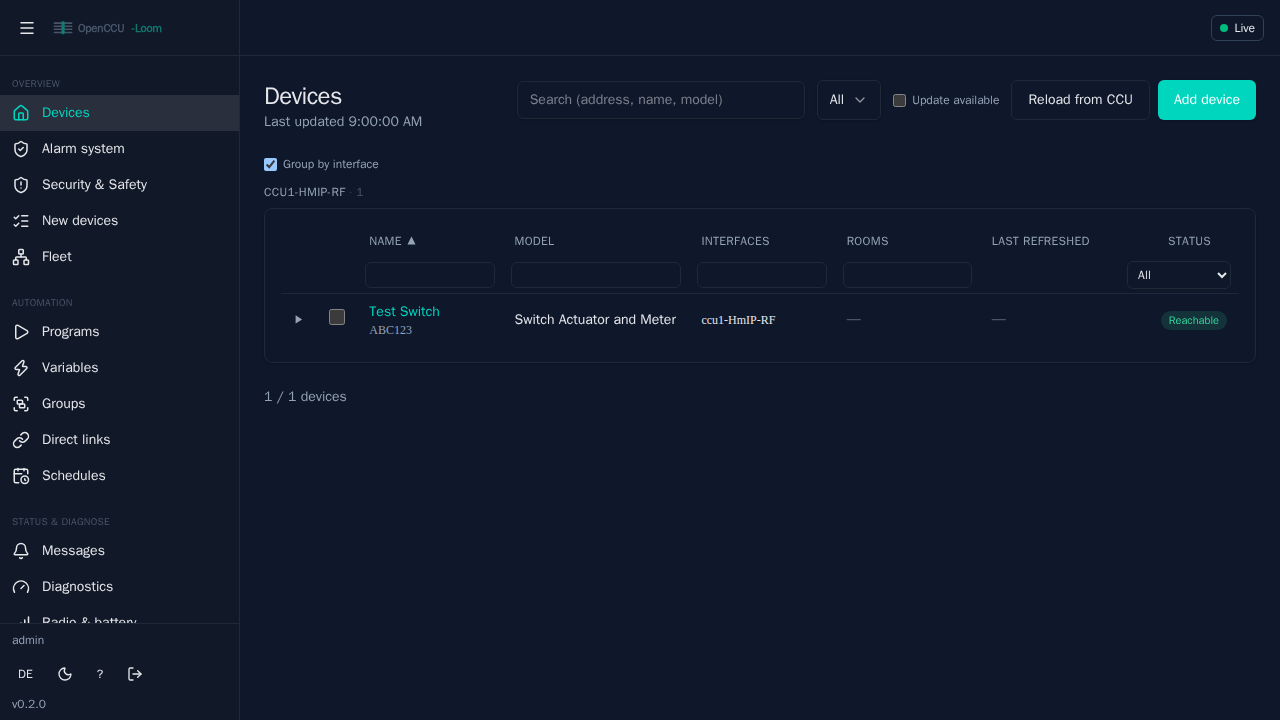 OpenCCU -Loom
Live
OVERVIEW
Devices
Alarm system
Security & Safety
New devices
Fleet
AUTOMATION
Programs
Variables
Groups
Direct links
Schedules
STATUS & DIAGNOSE
Messages
Diagnostics
Radio & battery
admin
DE ?
v0.2.0
Devices
Last updated 9:00:00 AM
Search (address, name, model)
All
Update available
Reload from CCU
Add device
Group by interface
CCU1-HMIP-RF · 1
NAME ▲ MODEL INTERFACES ROOMS LAST REFRESHED STATUS
All
Test Switch
ABC123
Switch Actuator and Meter
ccu1-HmIP-RF
—
—
Reachable
1 / 1 devices